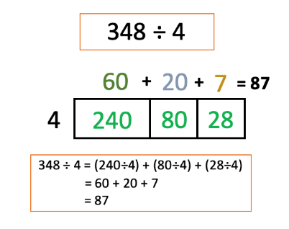 348 ÷ 4
60 + 20 + 7 = 87
4 240 80 28
348 ÷ 4 = (240÷4) + (80÷4) + (28÷4)
= 60 + 20 + 7
= 87